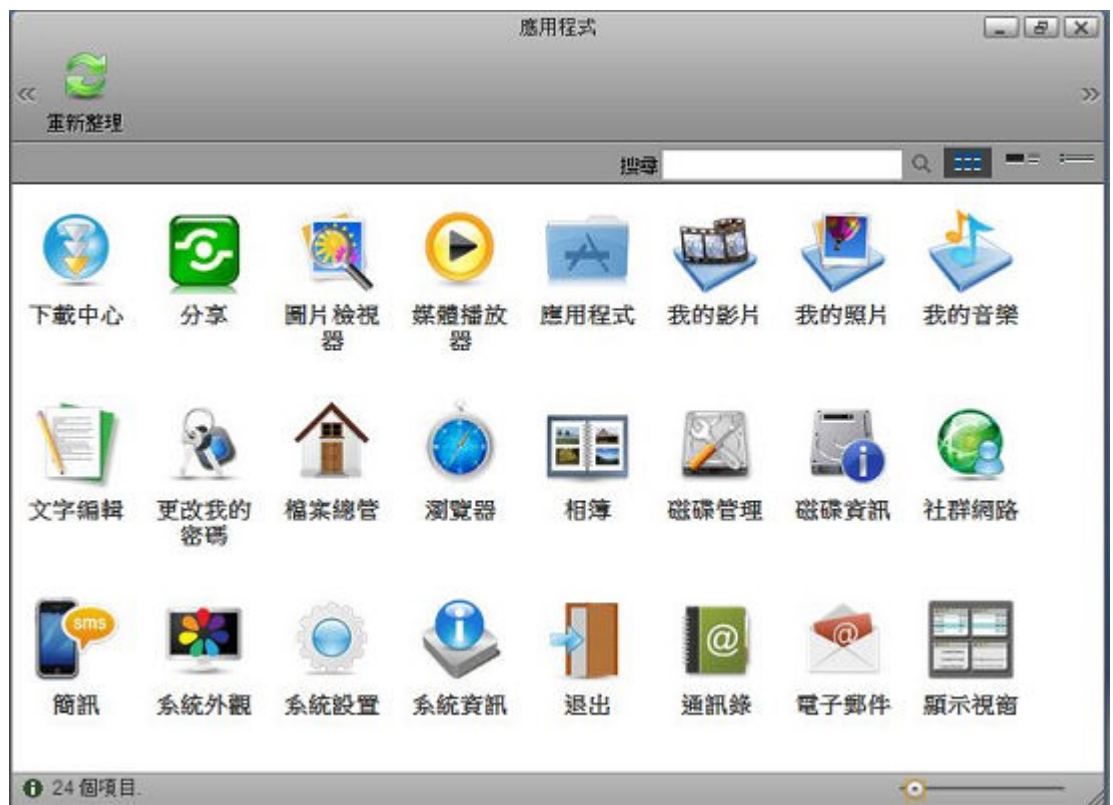 應用程式
重新整理
搜尋
下載中心 分享 圖片檢視器 媒體播放器 應用程式 我的影片 我的照片 我的音樂
文字編輯 更改我的密碼 檔案總管 瀏覽器 相簿 磁碟管理 磁碟資訊 社群網路
sms
簡訊 系統外觀 系統設置 系統資訊 退出 通訊錄 電子郵件 顯示視窗
24 個項目.